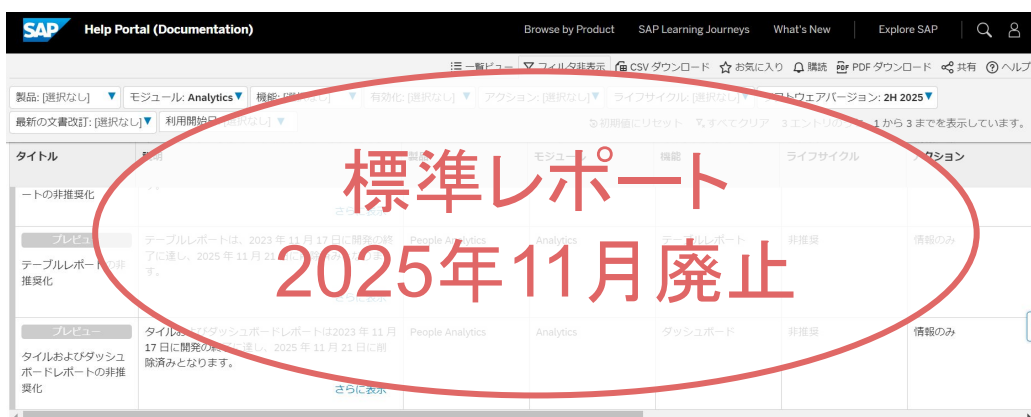 SAP Help Portal (Documentation) Browse by Product SAP Learning Journeys What's New Explore SAP
一覧ビュー フィルタ非表示 CSV ダウンロード お気に入り 購読 PDF PDF ダウンロード 共有 ヘルプ
製品: [選択なし] モジュール: Analytics 機能: [選択なし] 有効化: [選択なし] アクション: [選択なし] ライフサイクル: [選択なし] ソフトウェアバージョン: 2H 2025
最新の文書改訂: [選択なし] 利用開始日: [選択なし] 初期値にリセット すべてクリア 3 エントリのうち、1 から 3 までを表示しています。
タイトル 説明 製品 モジュール 機能 ライフサイクル アクション
標準レポート
2025年11月廃止
ートの非推奨化
さらに表示
プレビュー テーブルレポートは、2023 年 11 月 17 日に開発の終 People Analytics Analytics テーブルレポート 非推奨 情報のみ
了に達し、2025 年 11 月 21 日に削除済みとなりま
テーブルレポートの非 す。
推奨化
さらに表示
プレビュー タイルおよびダッシュボードレポートは2023 年 11 月 People Analytics Analytics ダッシュボード 非推奨 情報のみ
17 日に開発の終了に達し、2025 年 11 月 21 日に削
タイルおよびダッシュ 除済みとなります。
ボードレポートの非推
奨化 さらに表示